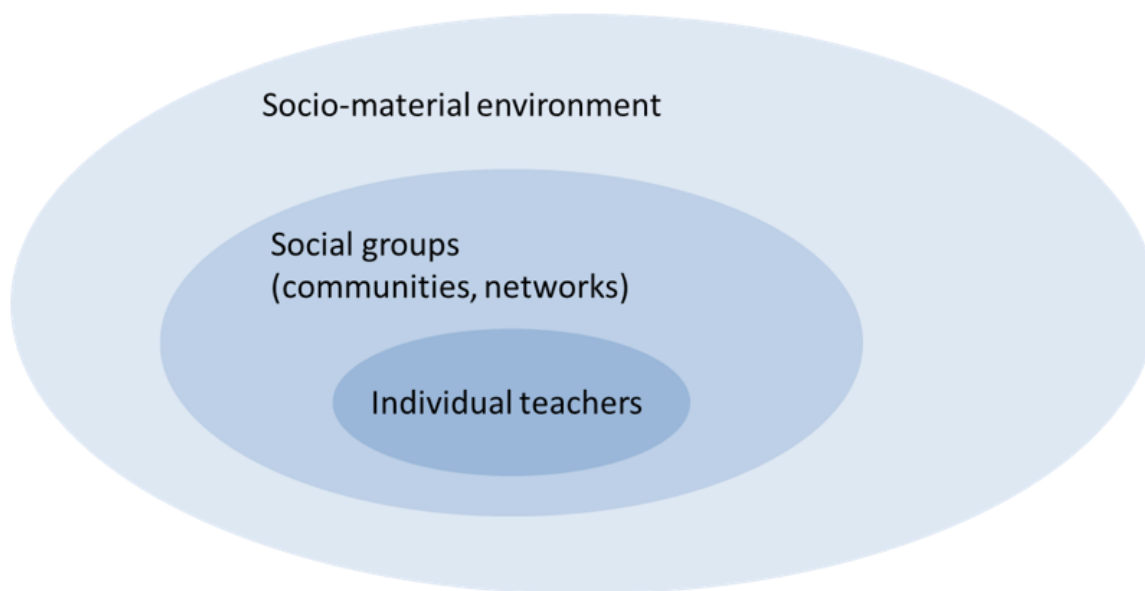 Socio-material environment
Social groups
(communities, networks)
Individual teachers